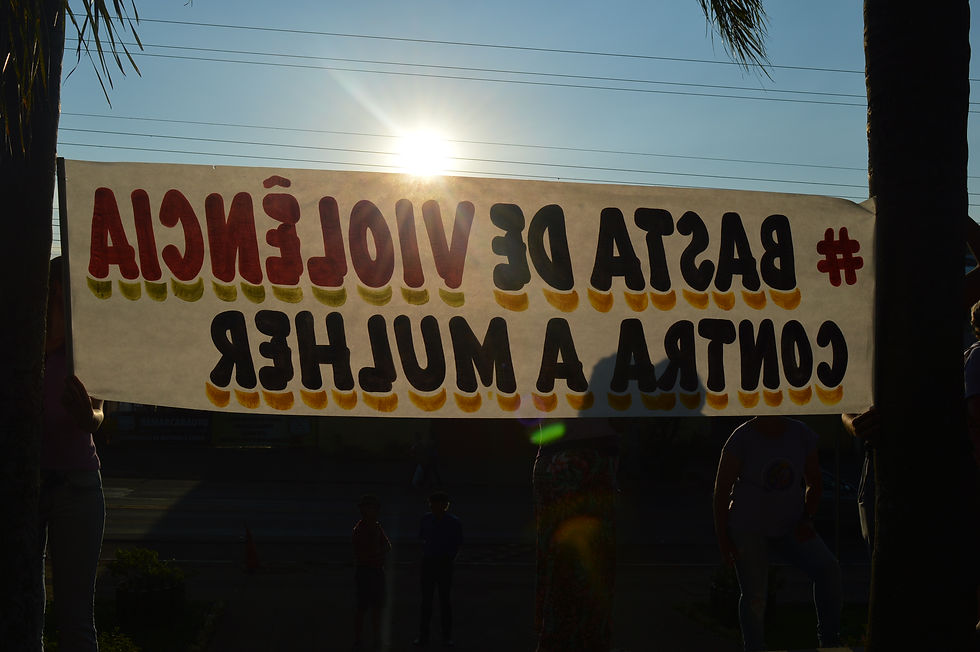 #BASTA DE VIOLÊNCIA
CONTRA A MULHER